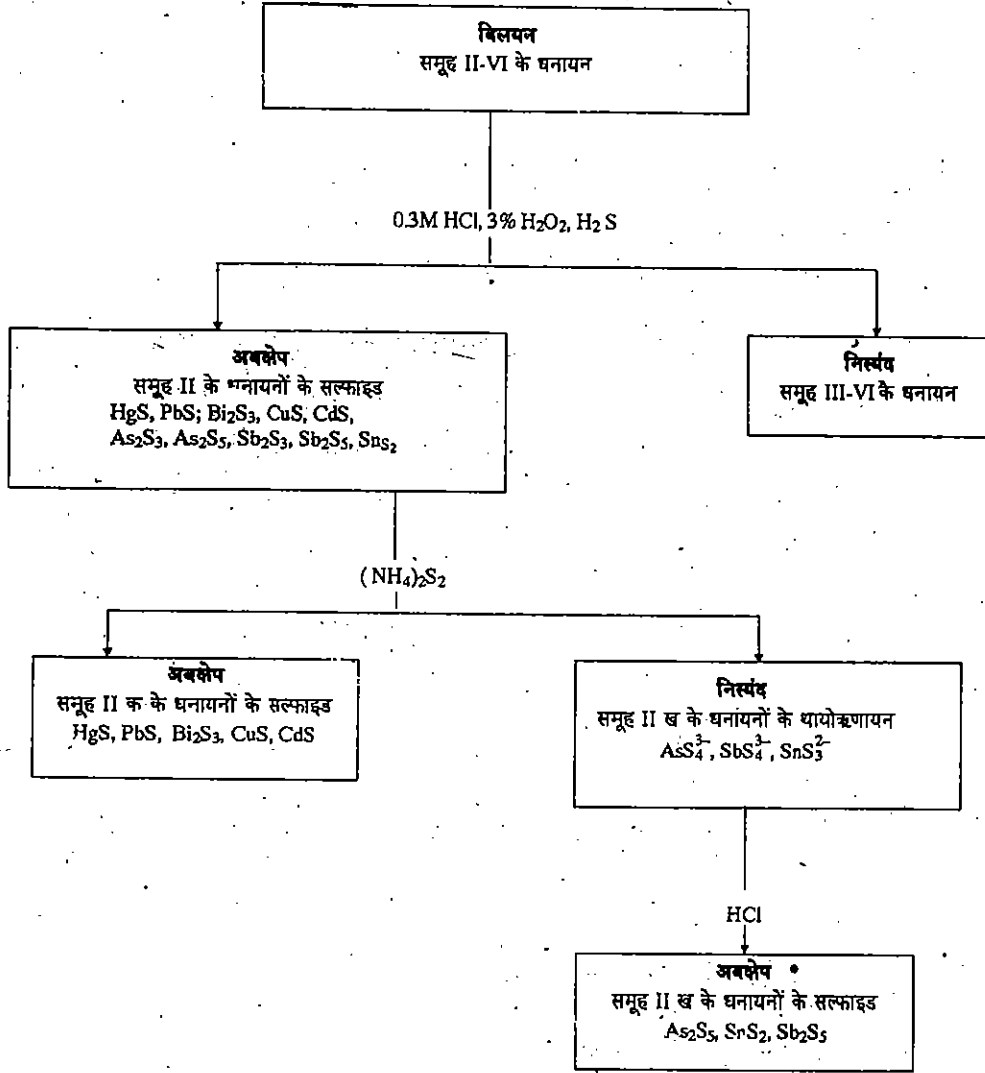 विलयन
समूह II-VI के धनायन
0.3M HCl, 3% H₂O₂, H₂S
अवक्षेप
समूह II के धनायनों के सल्फाइड
HgS, PbS; Bi₂S₃, CuS, CdS,
As₂S₃, As₂S₅, Sb₂S₃, Sb₂S₅, Sn_S₂
निस्यंद
समूह III-VI के धनायन
(NH₄)₂S₂
अवक्षेप
समूह II क के धनायनों के सल्फाइड
HgS, PbS, Bi₂S₃, CuS, CdS
निस्यंद
समूह II ख के धनायनों के थायोऋणायन
AsS₄³⁻, SbS₄³⁻, SnS₃²⁻
HCl
अवक्षेप
समूह II ख के धनायनों के सल्फाइड
As₂S₅, SnS₂, Sb₂S₅